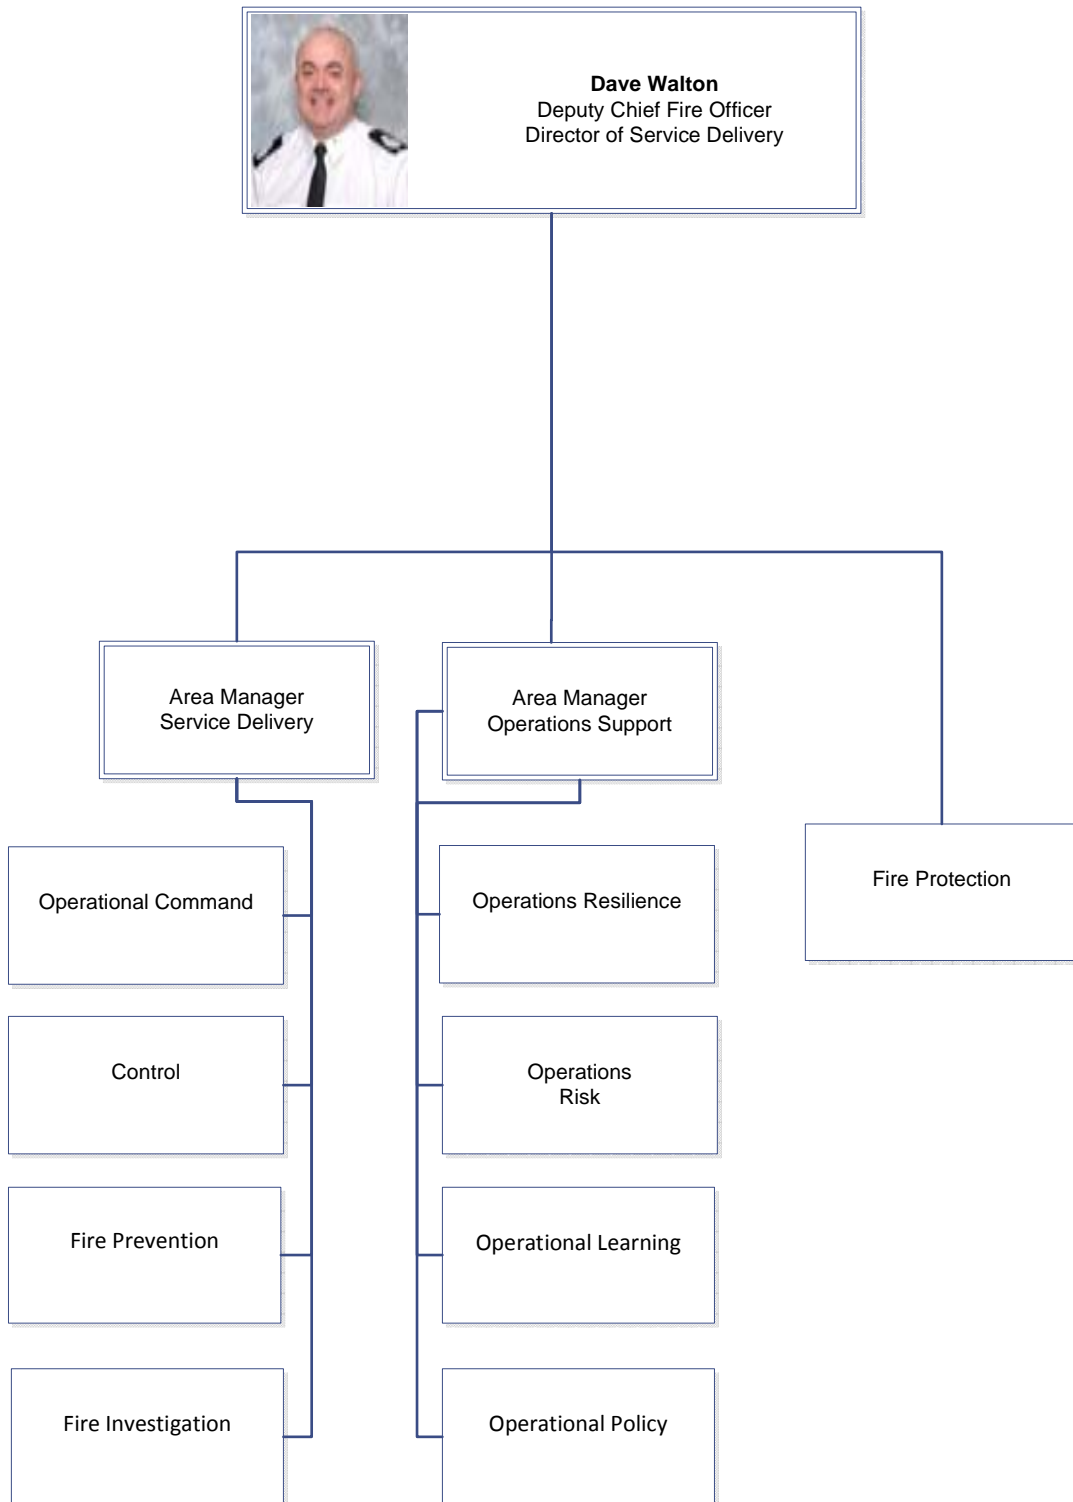 Dave Walton
Deputy Chief Fire Officer
Director of Service Delivery
Area Manager
Service Delivery
Area Manager
Operations Support
Fire Protection
Operational Command
Operations Resilience
Control
Operations
Risk
Fire Prevention
Operational Learning
Fire Investigation
Operational Policy